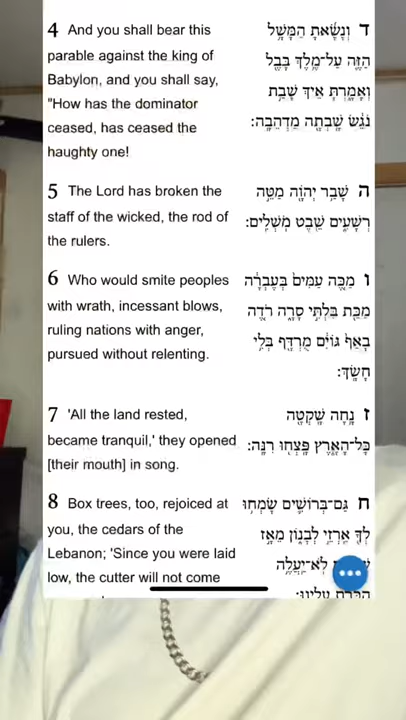 4 And you shall bear this
parable against the king of
Babylon, and you shall say,
"How has the dominator
ceased, has ceased the
haughty one!
ד וְנָשָׂאתָ הַמָּשָׁל
הַזֶּה עַל־מֶלֶךְ בָּבֶל
וְאָמָרְתָּ אֵיךְ שָׁבַת
נֹגֵשׂ שָׁבְתָה מַדְהֵבָה:
5 The Lord has broken the
staff of the wicked, the rod of
the rulers.
ה שָׁבַר יְהֹוָה מַטֵּה
רְשָׁעִים שֵׁבֶט מֹשְׁלִים:
6 Who would smite peoples
with wrath, incessant blows,
ruling nations with anger,
pursued without relenting.
ו מַכֶּה עַמִּים בְּעֶבְרָה
מַכַּת בִּלְתִּי סָרָה רֹדֶה
בָאַף גּוֹיִם מֻרְדָּף בְּלִי
חָשָׂךְ:
7 'All the land rested,
became tranquil,' they opened
[their mouth] in song.
ז נָחָה שָׁקְטָה
כָּל־הָאָרֶץ פָּצְחוּ רִנָּה:
8 Box trees, too, rejoiced at
you, the cedars of the
Lebanon; 'Since you were laid
low, the cutter will not come
ח גַּם־בְּרוֹשִׁים שָׂמְחוּ
לְךָ אַרְזֵי לְבָנוֹן מֵאָז
לֹא־יַעֲלֶה
הַכֹּרֵת עָלֵינוּ: